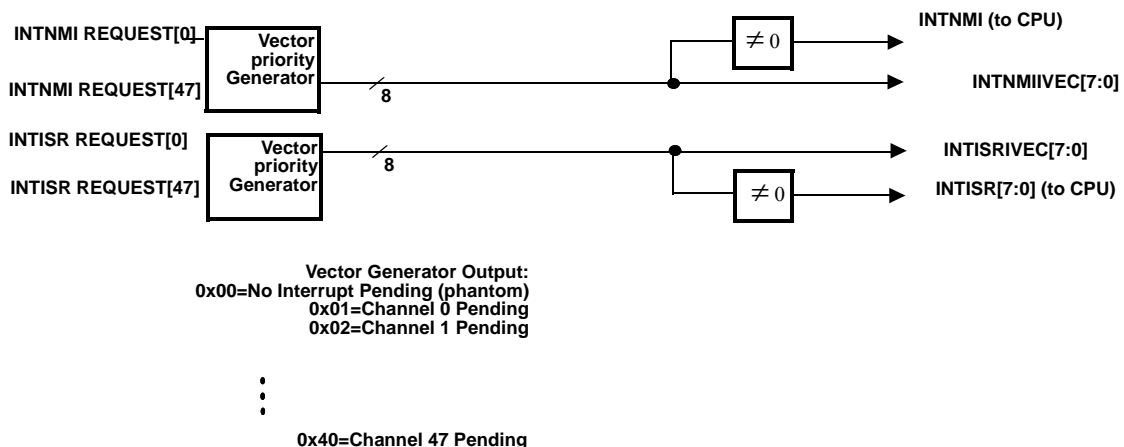 INTNMI REQUEST[0]
INTNMI REQUEST[47]
Vector
priority
Generator
8
≠ 0
INTNMI (to CPU)
INTNMIIVEC[7:0]
INTISR REQUEST[0]
INTISR REQUEST[47]
Vector
priority
Generator
8
≠ 0
INTISRIVEC[7:0]
INTISR[7:0] (to CPU)
Vector Generator Output:
0x00=No Interrupt Pending (phantom)
0x01=Channel 0 Pending
0x02=Channel 1 Pending
0x40=Channel 47 Pending